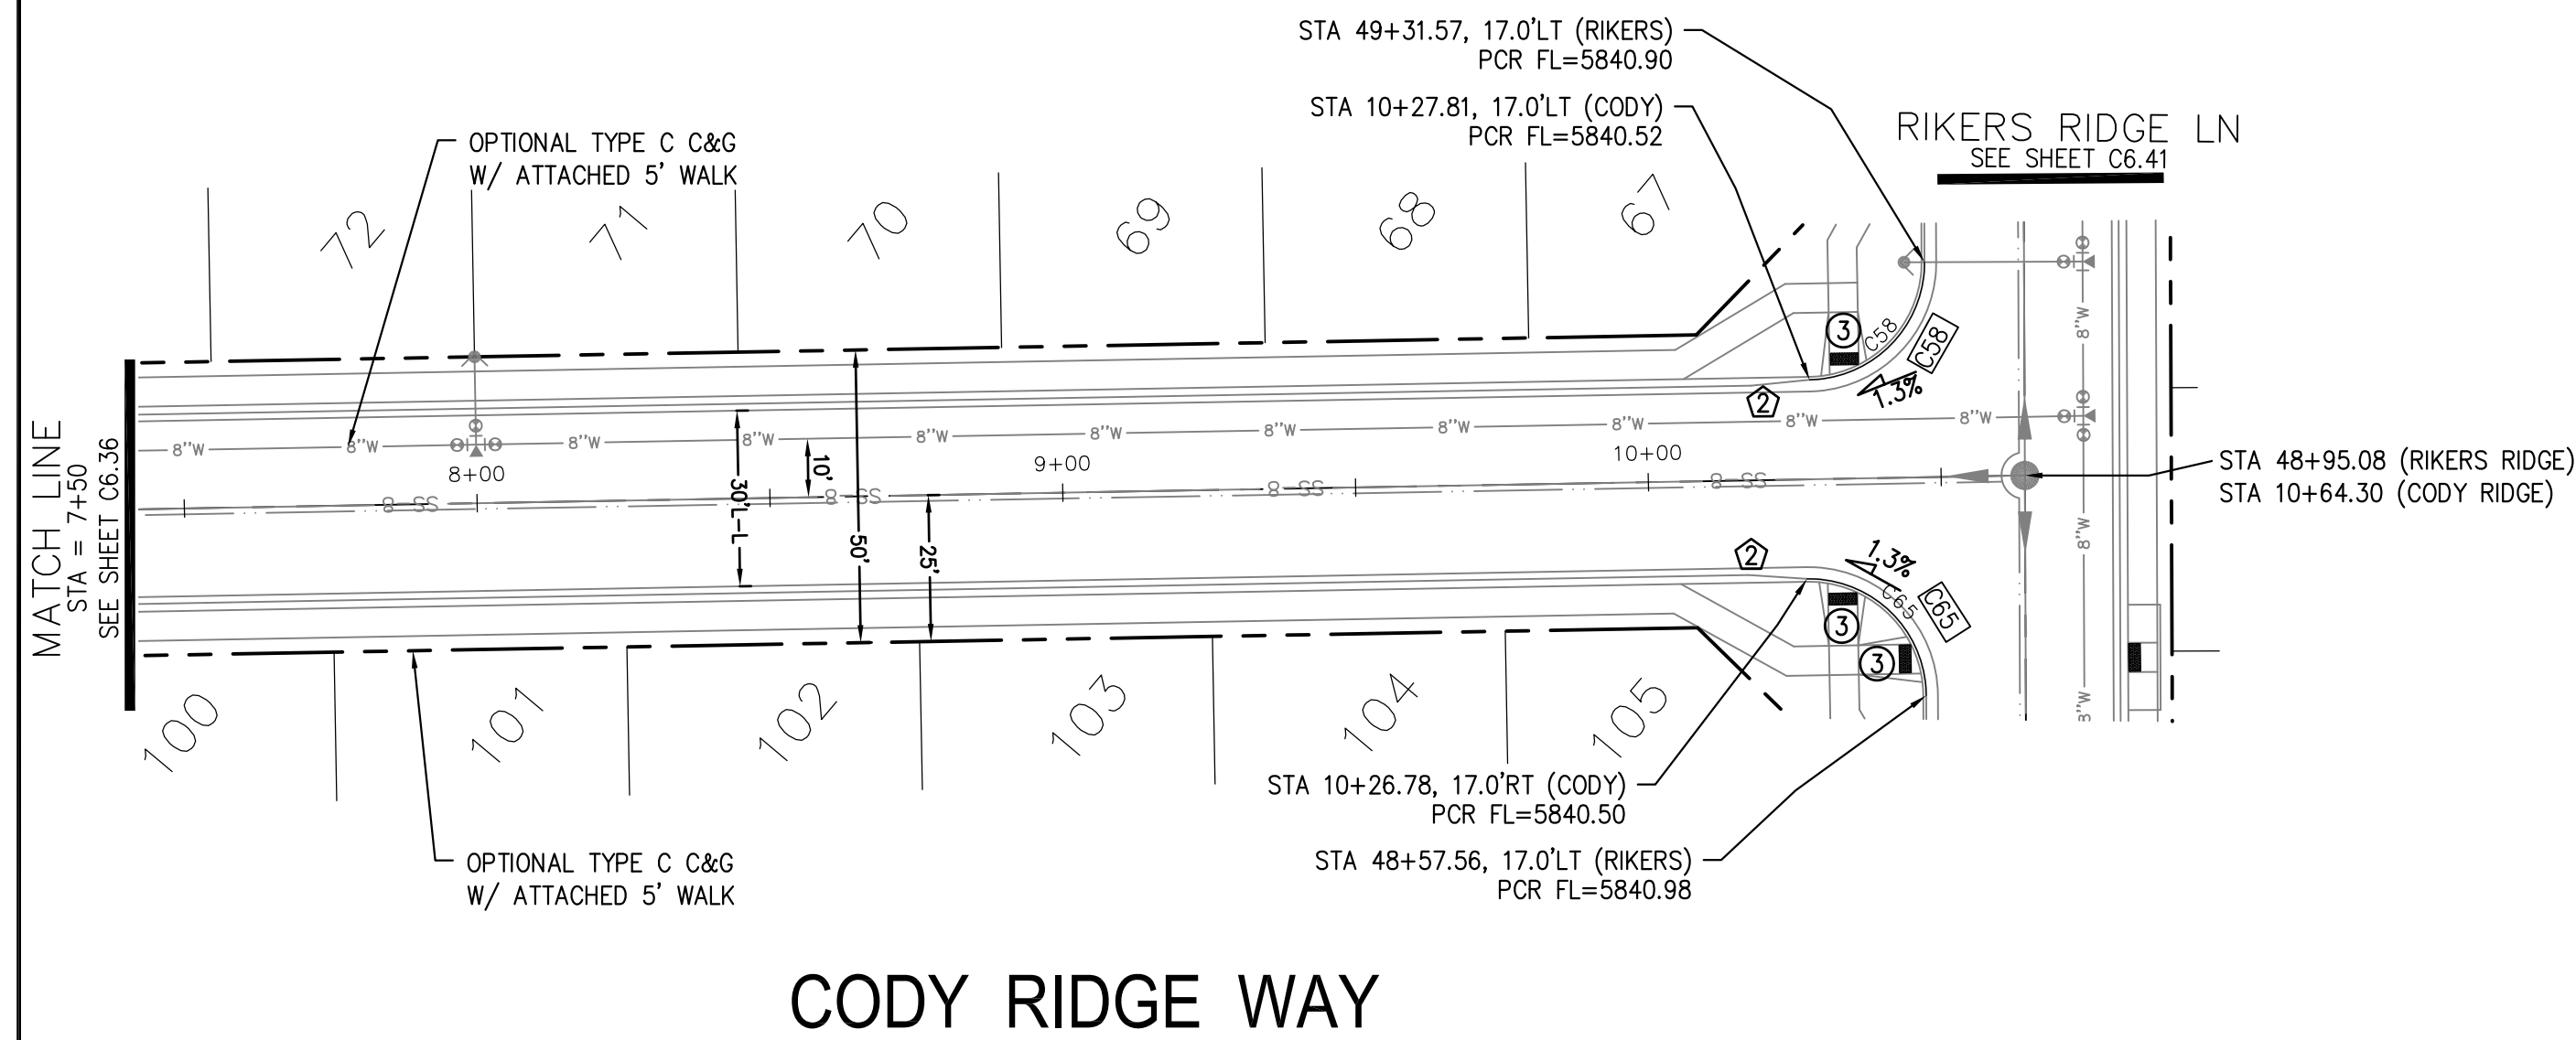 STA 49+31.57, 17.0'LT (RIKERS)
PCR FL=5840.90
STA 10+27.81, 17.0'LT (CODY)
PCR FL=5840.52
RIKERS RIDGE LN
SEE SHEET C6.41
OPTIONAL TYPE C C&G
W/ ATTACHED 5' WALK
72
71
70
69
68
67
3
C58
C58
1.3%
2
8"W
8"W
8"W
8"W
8"W
8"W
8"W
8"W
8"W
8"W
8"W
8"W
8"W
8"W
MATCH LINE
STA = 7+50
SEE SHEET C6.36
8+00
9+00
10+00
10'
30'L-L
50'
25'
8-SS
8-SS
8-SS
8-SS
STA 48+95.08 (RIKERS RIDGE)
STA 10+64.30 (CODY RIDGE)
2
1.3%
C65
C65
3
3
100
101
102
103
104
105
STA 10+26.78, 17.0'RT (CODY)
PCR FL=5840.50
STA 48+57.56, 17.0'LT (RIKERS)
PCR FL=5840.98
OPTIONAL TYPE C C&G
W/ ATTACHED 5' WALK
CODY RIDGE WAY